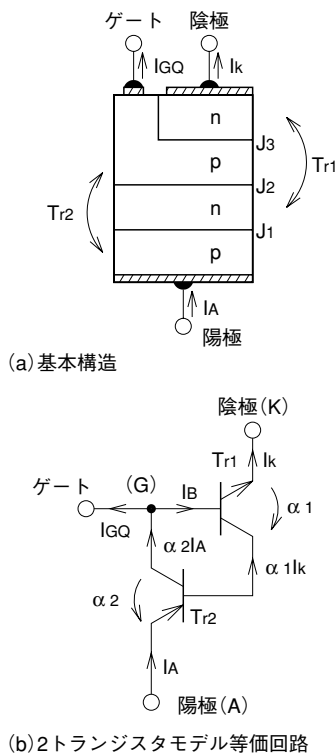 ゲート 陰極
IGQ Ik
n
J3
p
J2
Tr1
Tr2
n
J1
p
IA
陽極
(a)基本構造
陰極(K)
Tr1 Ik
ゲート (G) IB α1
IGQ α2IA α1Ik
α2 Tr2
IA
陽極(A)
(b)2トランジスタモデル等価回路